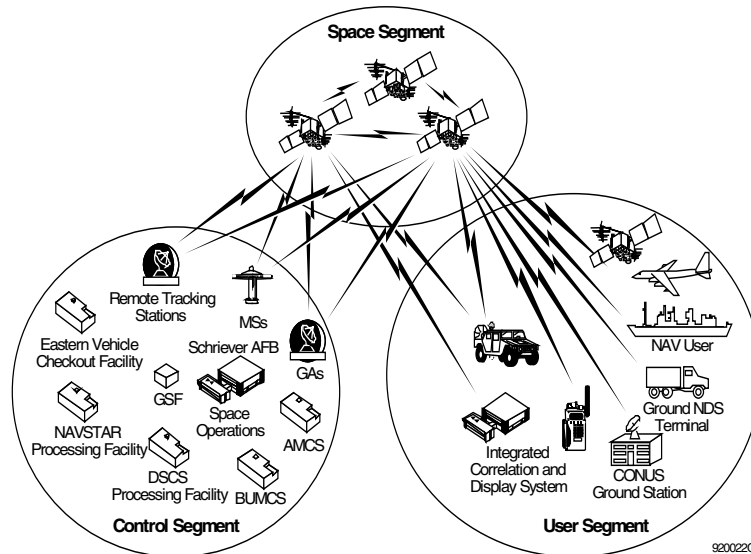 Space Segment
Remote Tracking
Stations
MSs
Eastern Vehicle
Checkout Facility
Schriever AFB
GAs
GSF
Space
Operations
NAVSTAR
Processing Facility
AMCS
DSCS
Processing Facility
BUMCS
Control Segment
NAV User
Ground NDS
Terminal
Integrated
Correlation and
Display System
CONUS
Ground Station
User Segment
9200220